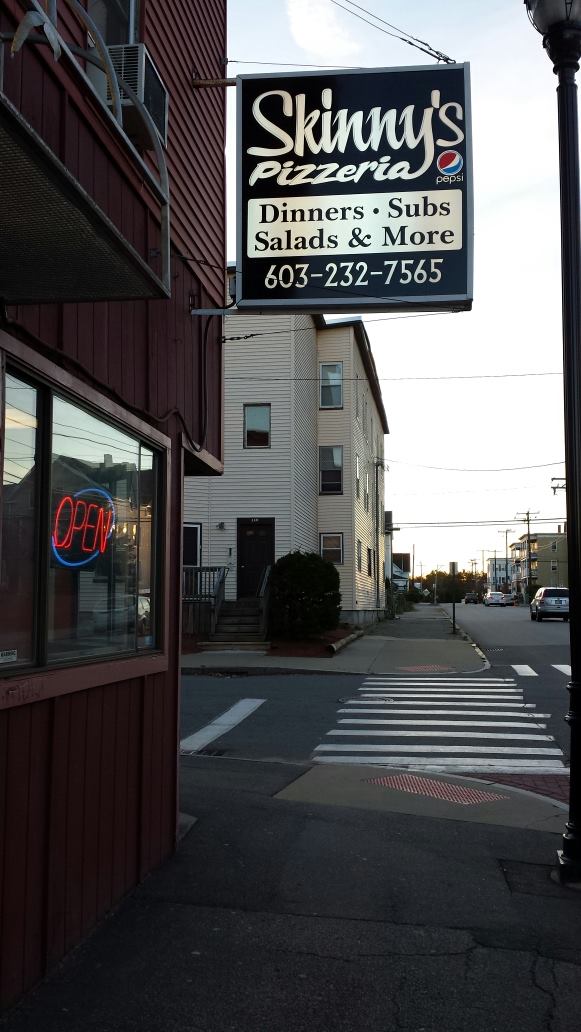 Skinny's
Pizzeria
pepsi
Dinners • Subs
Salads & More
603-232-7565
OPEN